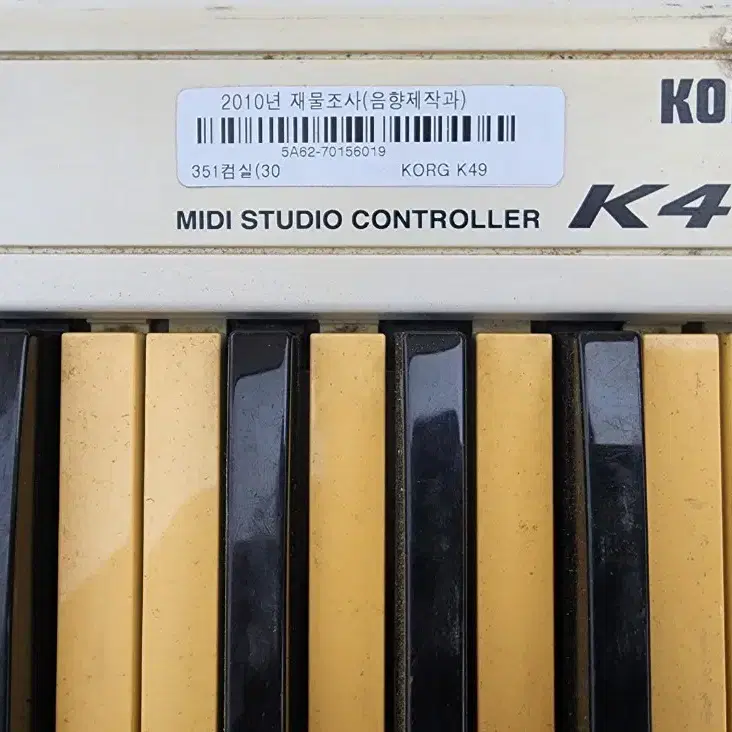 2010년 재물조사(음향제작과)
5A62-70156019
351컴실(30 KORG K49
KO
MIDI STUDIO CONTROLLER K4